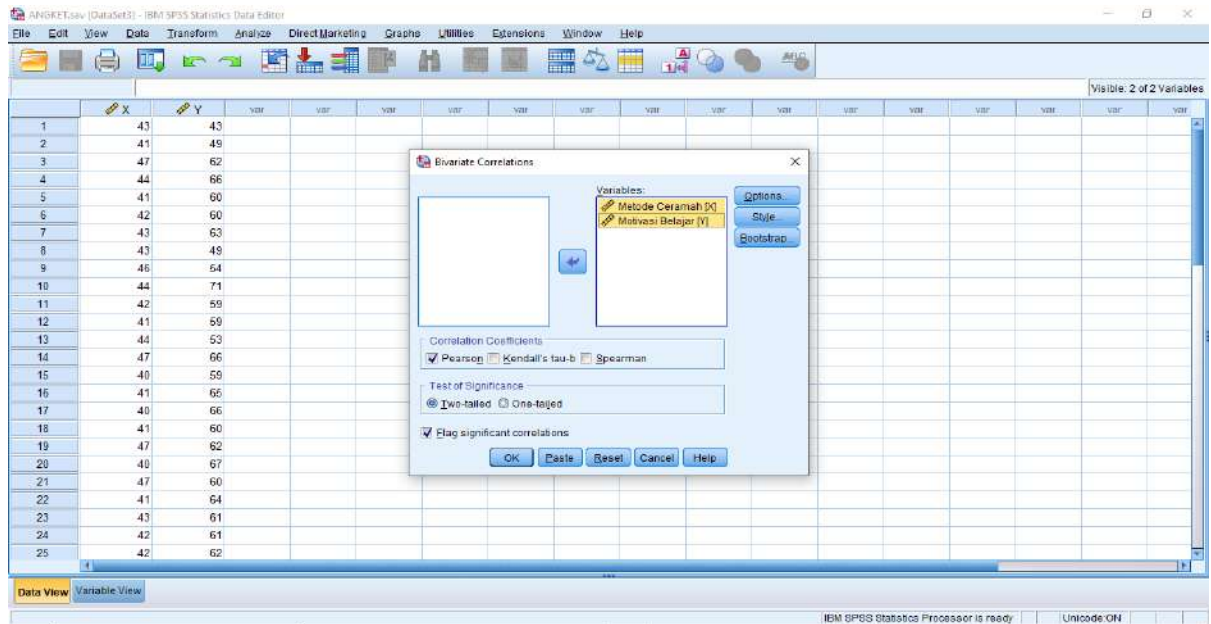 ANGKET.sav [DataSet3] - IBM SPSS Statistics Data Editor
File Edit View Data Transform Analyze Direct Marketing Graphs Utilities Extensions Window Help
Visible: 2 of 2 Variables
X Y var var var var var var var var var var var var var var
1 43 43
2 41 49
3 47 62
4 44 66
5 41 60
6 42 60
7 43 63
8 43 49
9 46 54
10 44 71
11 42 59
12 41 59
13 44 53
14 47 66
15 40 59
16 41 65
17 40 66
18 41 60
19 47 62
20 40 67
21 47 60
22 41 64
23 43 61
24 42 61
25 42 62
Bivariate Correlations
Variables:
Metode Ceramah [X]
Motivasi Belajar [Y]
Options...
Style...
Bootstrap...
Correlation Coefficients
Pearson Kendall's tau-b Spearman
Test of Significance
Two-tailed One-tailed
Flag significant correlations
OK Paste Reset Cancel Help
Data View Variable View
IBM SPSS Statistics Processor is ready Unicode:ON